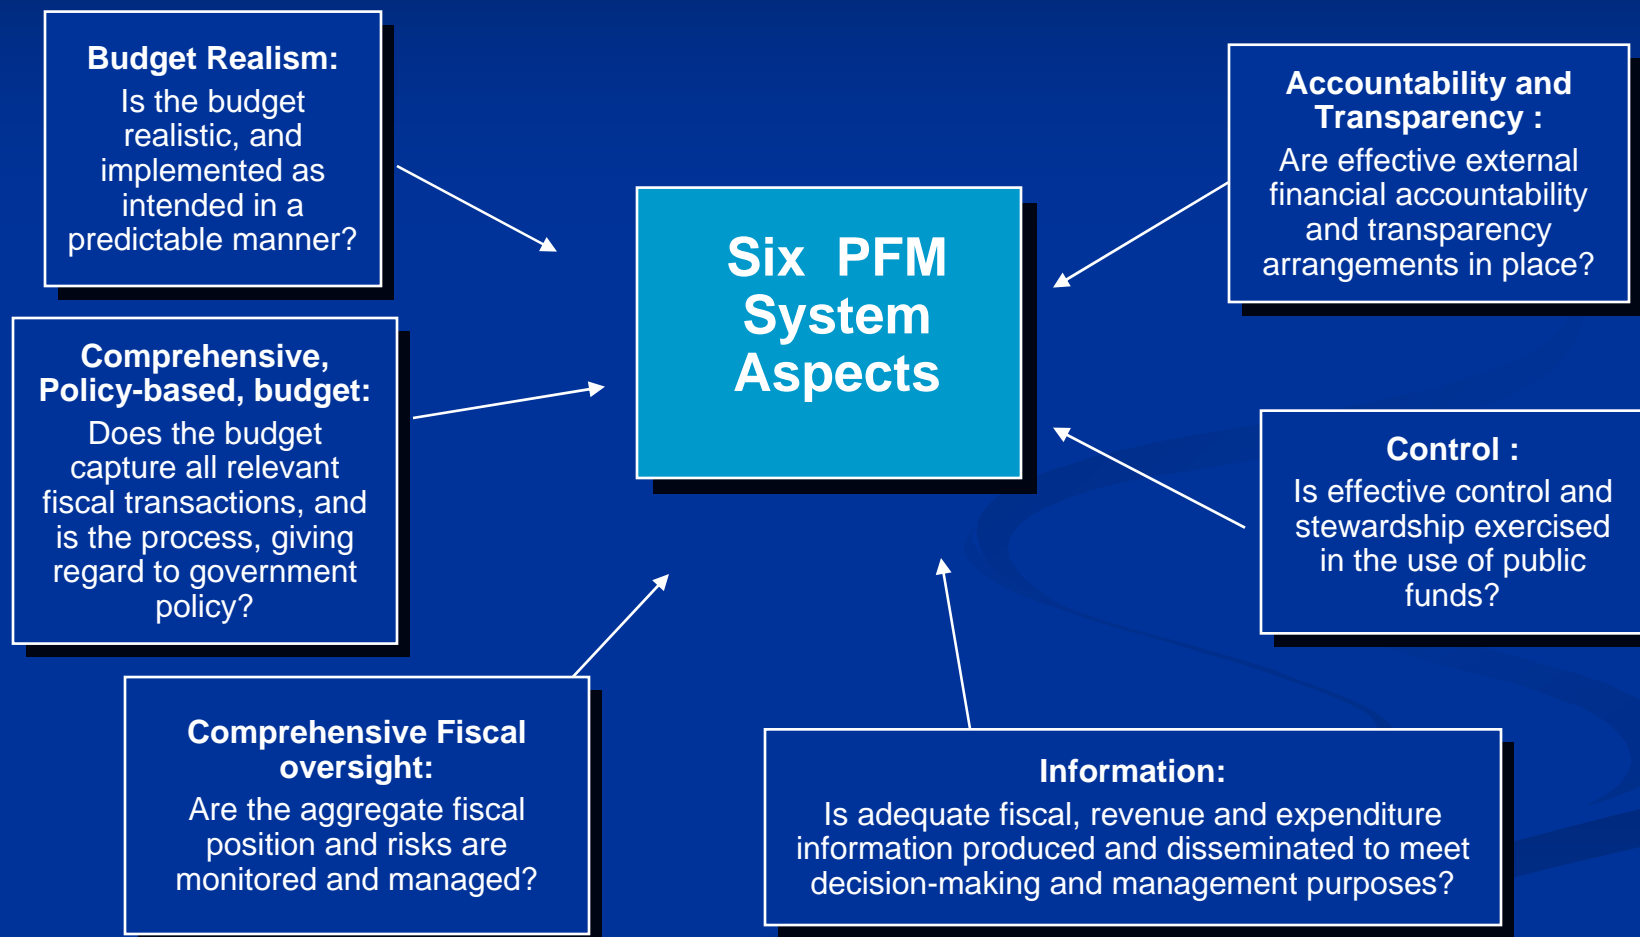 Budget Realism:
Is the budget
realistic, and
implemented as
intended in a
predictable manner?
Comprehensive,
Policy-based, budget:
Does the budget
capture all relevant
fiscal transactions, and
is the process, giving
regard to government
policy?
Comprehensive Fiscal
oversight:
Are the aggregate fiscal
position and risks are
monitored and managed?
Six PFM
System
Aspects
Information:
Is adequate fiscal, revenue and expenditure
information produced and disseminated to meet
decision-making and management purposes?
Accountability and
Transparency :
Are effective external
financial accountability
and transparency
arrangements in place?
Control :
Is effective control and
stewardship exercised
in the use of public
funds?